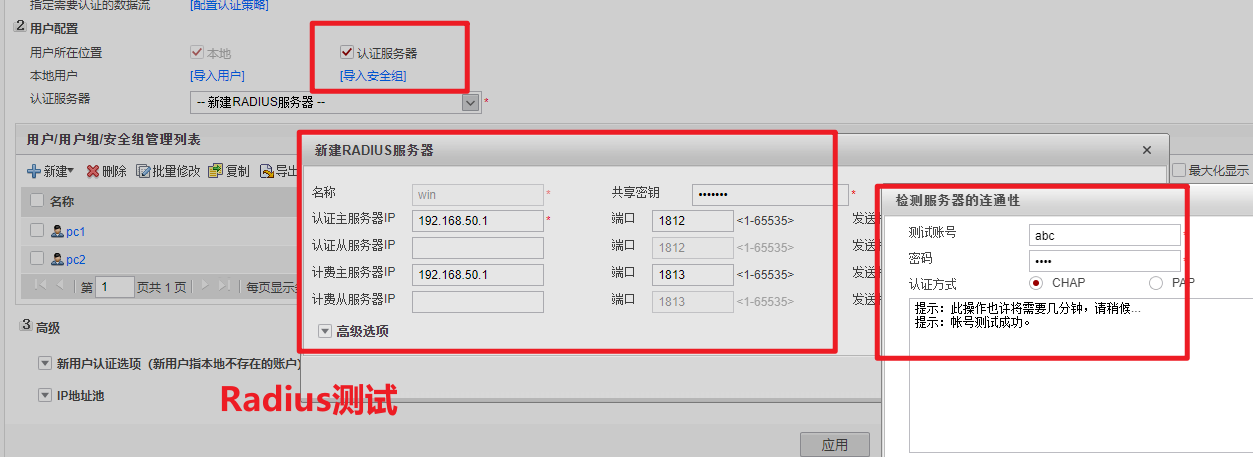 指定需要认证的数据流 [配置认证策略]
2 用户配置
用户所在位置 本地 认证服务器
本地用户 [导入用户] [导入安全组]
认证服务器 -- 新建RADIUS服务器 -- *
用户/用户组/安全组管理列表
新建 删除 批量修改 复制 导出 最大化显示
名称
pc1
pc2
第 1 页共 1 页 每页显示
3 高级
新用户认证选项（新用户指本地不存在的账户）
IP地址池
新建RADIUS服务器 ×
名称 win * 共享密钥 ••••••• *
认证主服务器IP 192.168.50.1 * 端口 1812 <1-65535> 发送
认证从服务器IP 端口 1812 <1-65535> 发送
计费主服务器IP 192.168.50.1 端口 1813 <1-65535> 发送
计费从服务器IP 端口 1813 <1-65535> 发送
高级选项
检测服务器的连通性
测试账号 abc *
密码 •••• *
认证方式 CHAP PAP
提示：此操作也许将需要几分钟，请稍候...
提示：帐号测试成功。
Radius测试
应用